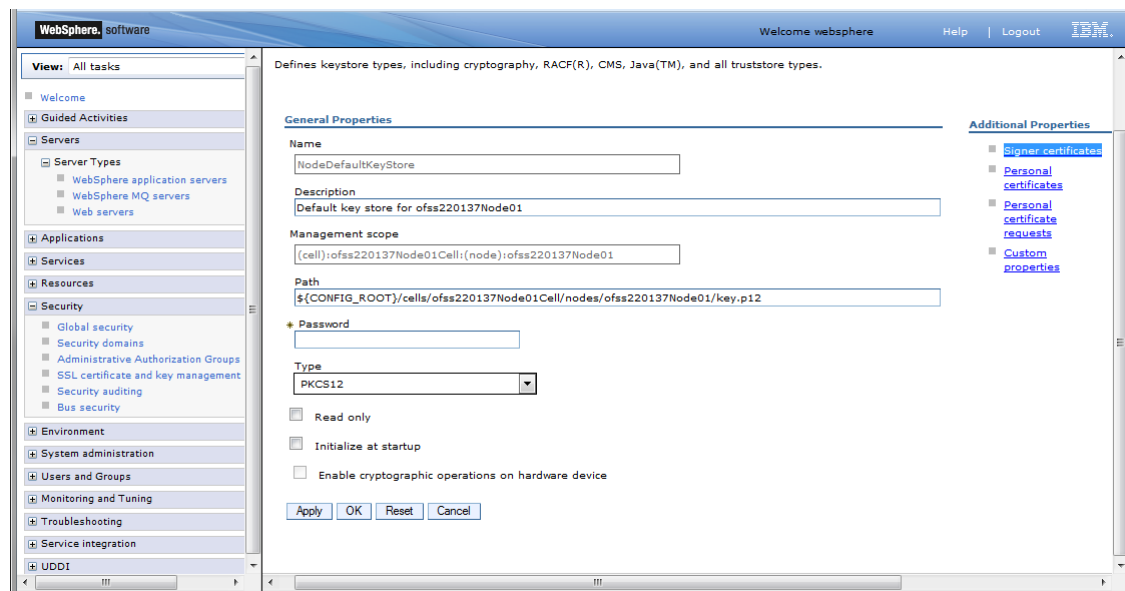 WebSphere. software
Welcome websphere
Help | Logout
IBM.
View: All tasks
Welcome
Guided Activities
Servers
Server Types
WebSphere application servers
WebSphere MQ servers
Web servers
Applications
Services
Resources
Security
Global security
Security domains
Administrative Authorization Groups
SSL certificate and key management
Security auditing
Bus security
Environment
System administration
Users and Groups
Monitoring and Tuning
Troubleshooting
Service integration
UDDI
Defines keystore types, including cryptography, RACF(R), CMS, Java(TM), and all truststore types.
General Properties
Name
NodeDefaultKeyStore
Description
Default key store for ofss220137Node01
Management scope
(cell):ofss220137Node01Cell:(node):ofss220137Node01
Path
${CONFIG_ROOT}/cells/ofss220137Node01Cell/nodes/ofss220137Node01/key.p12
Password
Type
PKCS12
Read only
Initialize at startup
Enable cryptographic operations on hardware device
Apply OK Reset Cancel
Additional Properties
Signer certificates
Personal
certificates
Personal
certificate
requests
Custom
properties